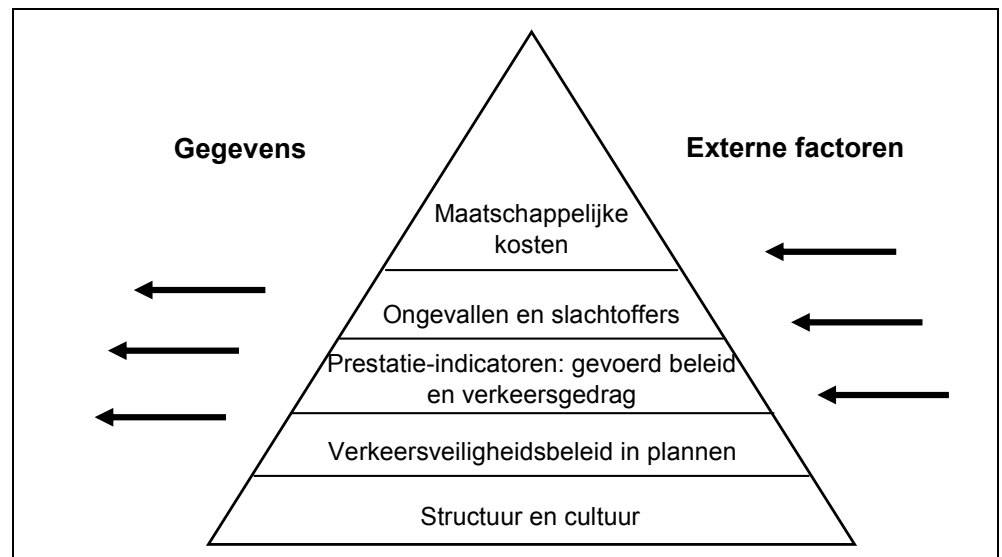 Gegevens
Externe factoren
Maatschappelijke
kosten
Ongevallen en slachtoffers
Prestatie-indicatoren: gevoerd beleid
en verkeersgedrag
Verkeersveiligheidsbeleid in plannen
Structuur en cultuur